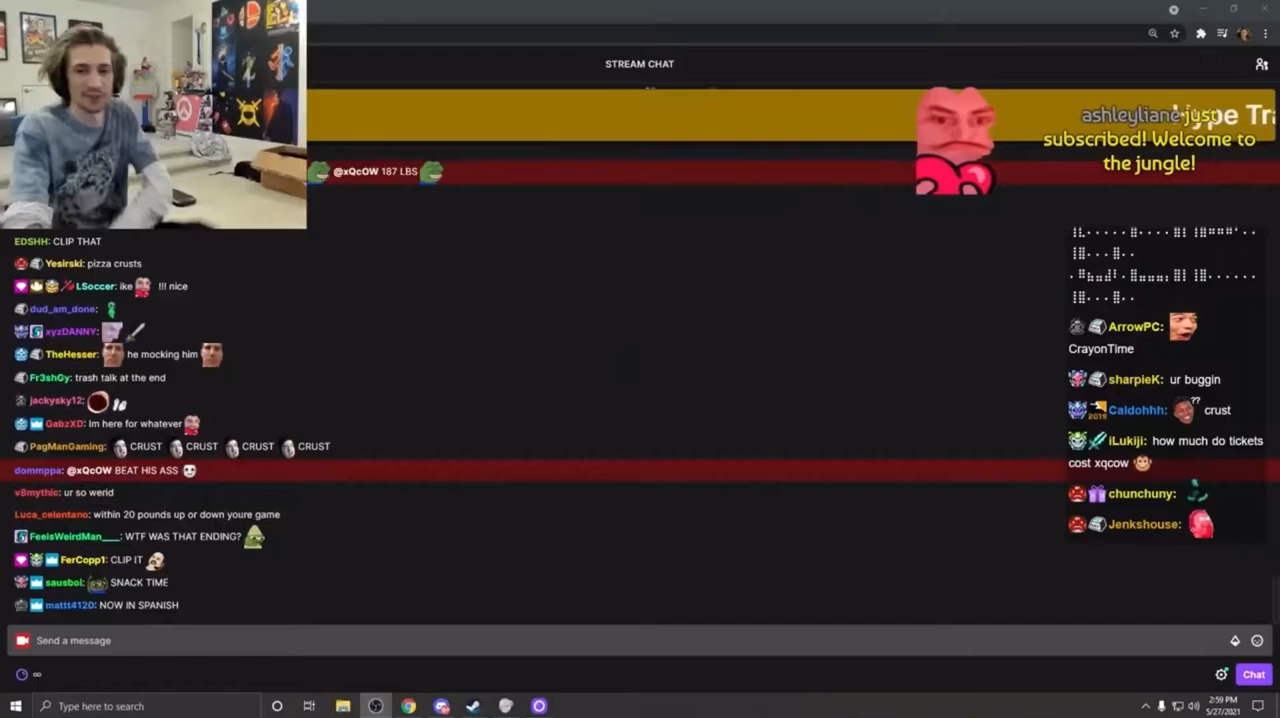 STREAM CHAT
ashleyliane just
subscribed! Welcome to
the jungle!
@xQcOW 187 LBS
EDSHH: CLIP THAT
Yesirski: pizza crusts
LSoccer: ike !!! nice
dud_am_done:
xyzDANNY:
TheHesser: he mocking him
Fr3shGy: trash talk at the end
jackysky12:
GabzXD: Im here for whatever
PagManGaming: CRUST CRUST CRUST CRUST
dommppa: @xQcOW BEAT HIS ASS
v8mythic: ur so werid
Luca_celentano: within 20 pounds up or down youre game
FeelsWeirdMan___: WTF WAS THAT ENDING?
FerCopp1: CLIP IT
sausbol: SNACK TIME
mattt4120: NOW IN SPANISH
ArrowPC:
CrayonTime
sharpieK: ur buggin
Caldohhh: ?? crust
iLukiji: how much do tickets
cost xqcow
chunchuny:
Jenkshouse:
Send a message
Chat
Type here to search
2:59 PM
5/27/2021